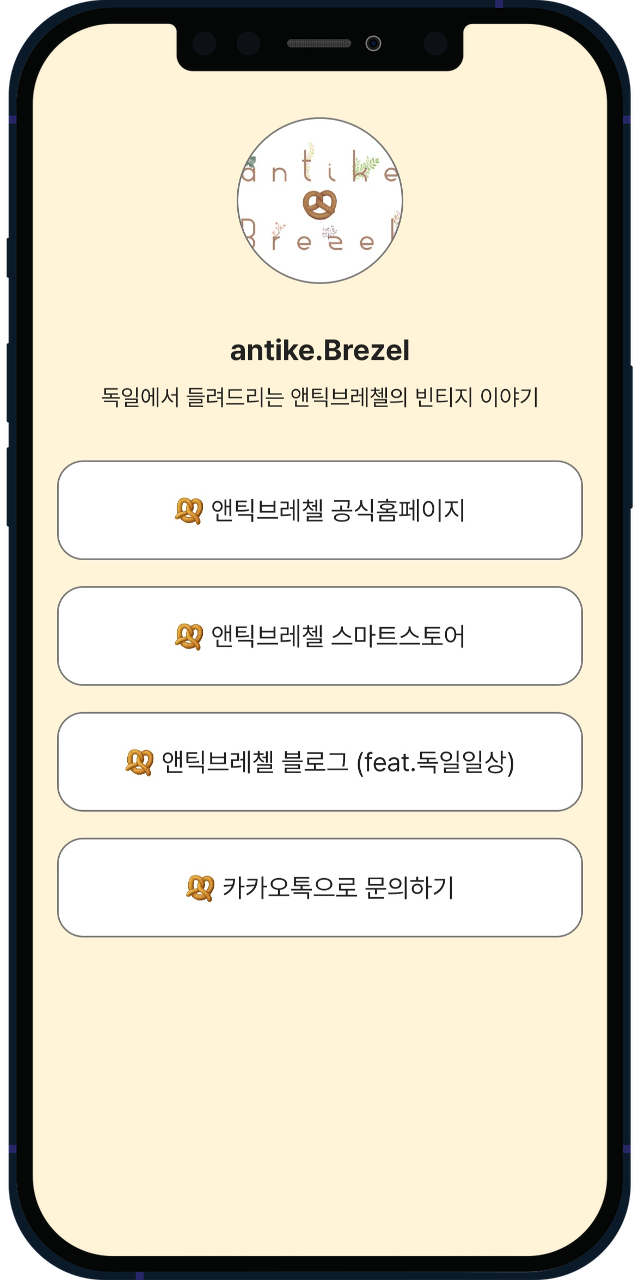 antike
Brezel
antike.Brezel
독일에서 들려드리는 앤틱브레첼의 빈티지 이야기
🥨 앤틱브레첼 공식홈페이지
🥨 앤틱브레첼 스마트스토어
🥨 앤틱브레첼 블로그 (feat.독일일상)
🥨 카카오톡으로 문의하기